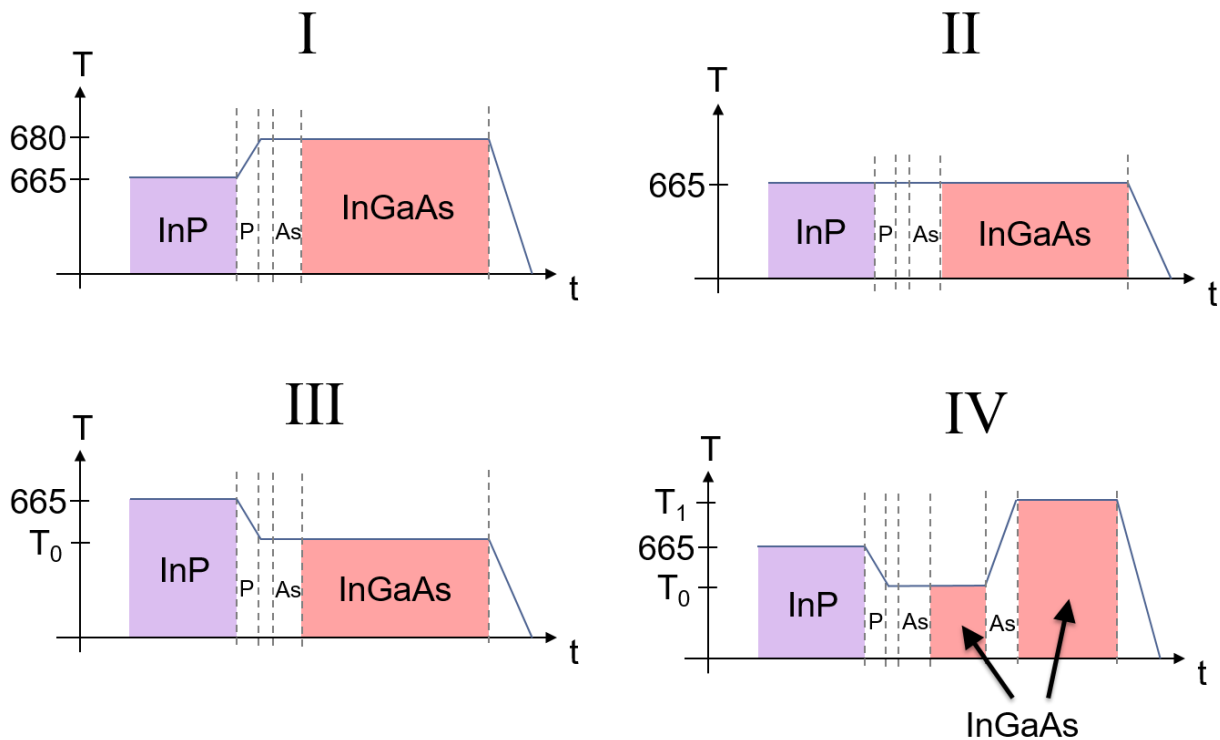 I
T
680
665
InP
P
As
InGaAs
t
II
T
665
InP
P
As
InGaAs
t
III
T
665
T₀
InP
P
As
InGaAs
t
IV
T
T₁
665
T₀
InP
P
As
As
t
InGaAs